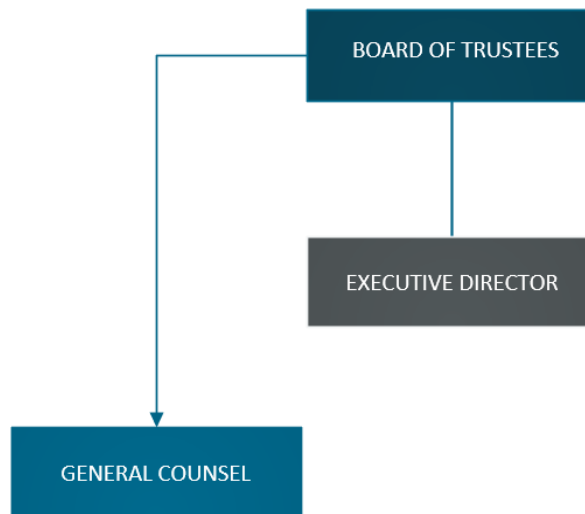 BOARD OF TRUSTEES
EXECUTIVE DIRECTOR
GENERAL COUNSEL